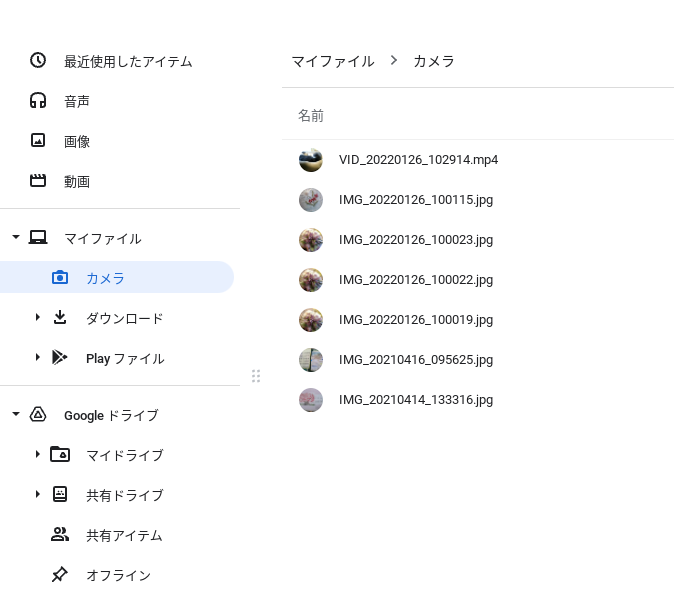 最近使用したアイテム
音声
画像
動画
マイファイル
カメラ
ダウンロード
Play ファイル
Google ドライブ
マイドライブ
共有ドライブ
共有アイテム
オフライン
マイファイル カメラ
名前
VID_20220126_102914.mp4
IMG_20220126_100115.jpg
IMG_20220126_100023.jpg
IMG_20220126_100022.jpg
IMG_20220126_100019.jpg
IMG_20210416_095625.jpg
IMG_20210414_133316.jpg